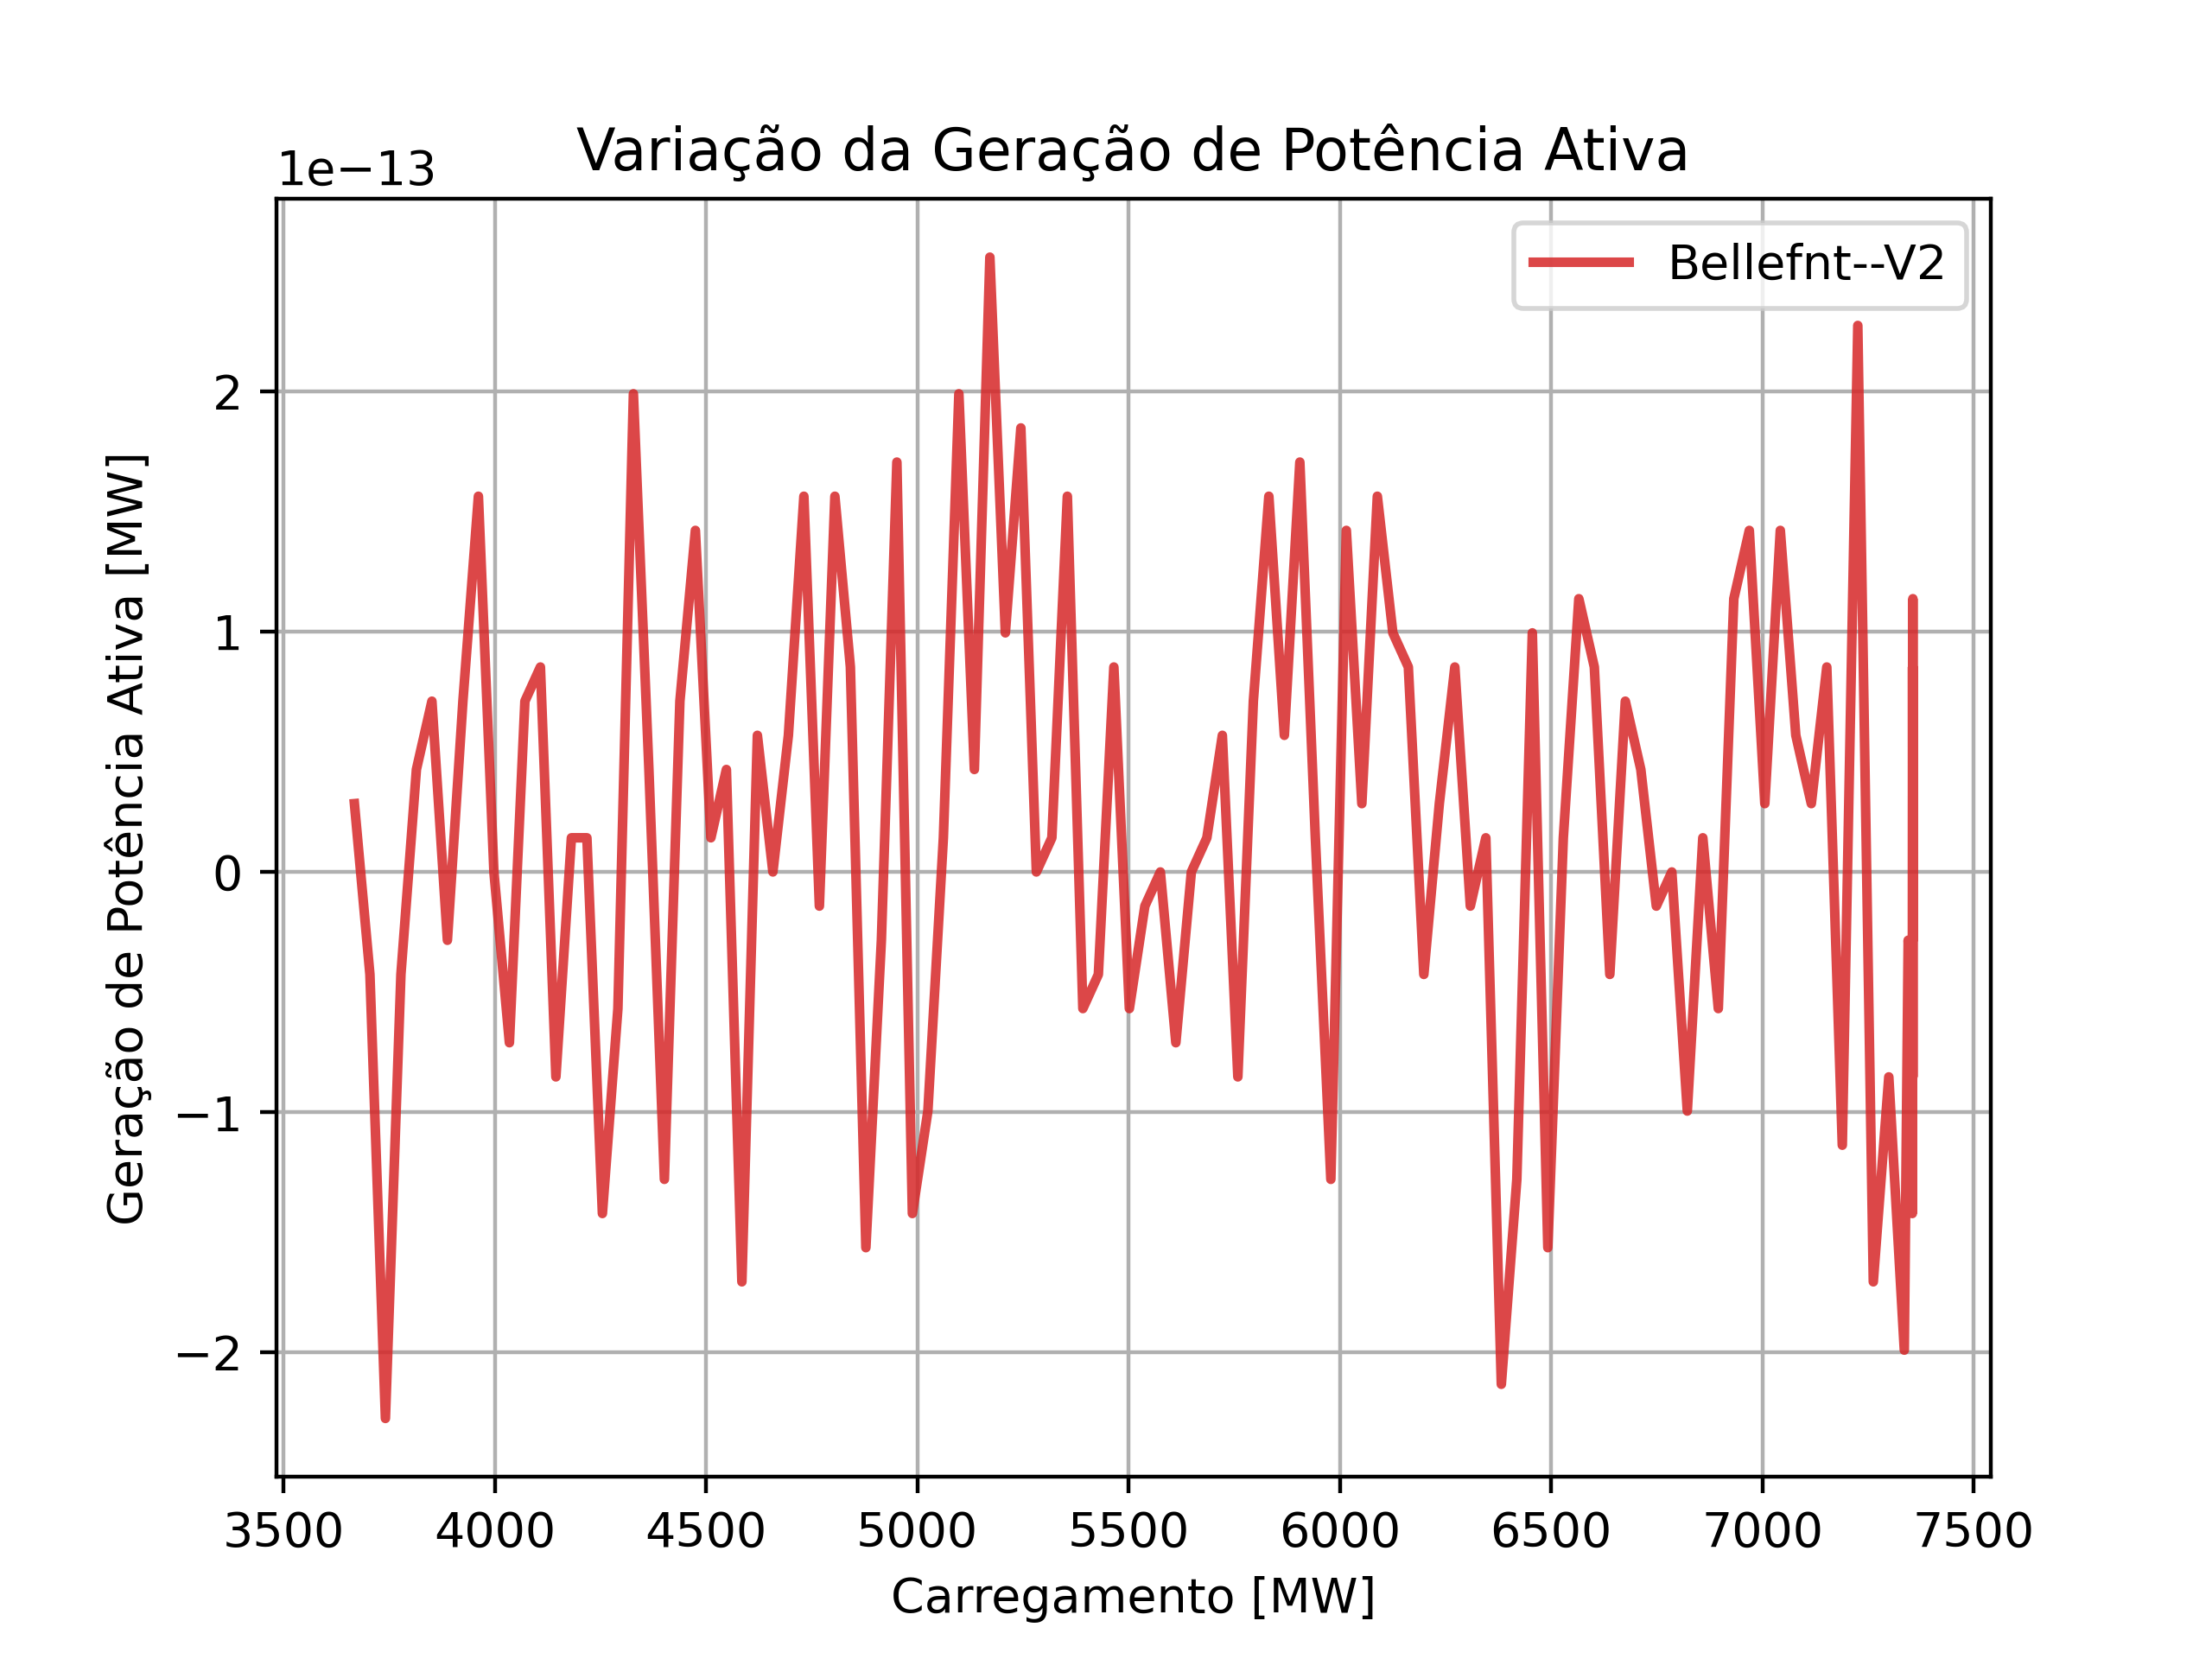 Variação da Geração de Potência Ativa
1e−13
Bellefnt--V2
Geração de Potência Ativa [MW]
2
1
0
−1
−2
3500 4000 4500 5000 5500 6000 6500 7000 7500
Carregamento [MW]